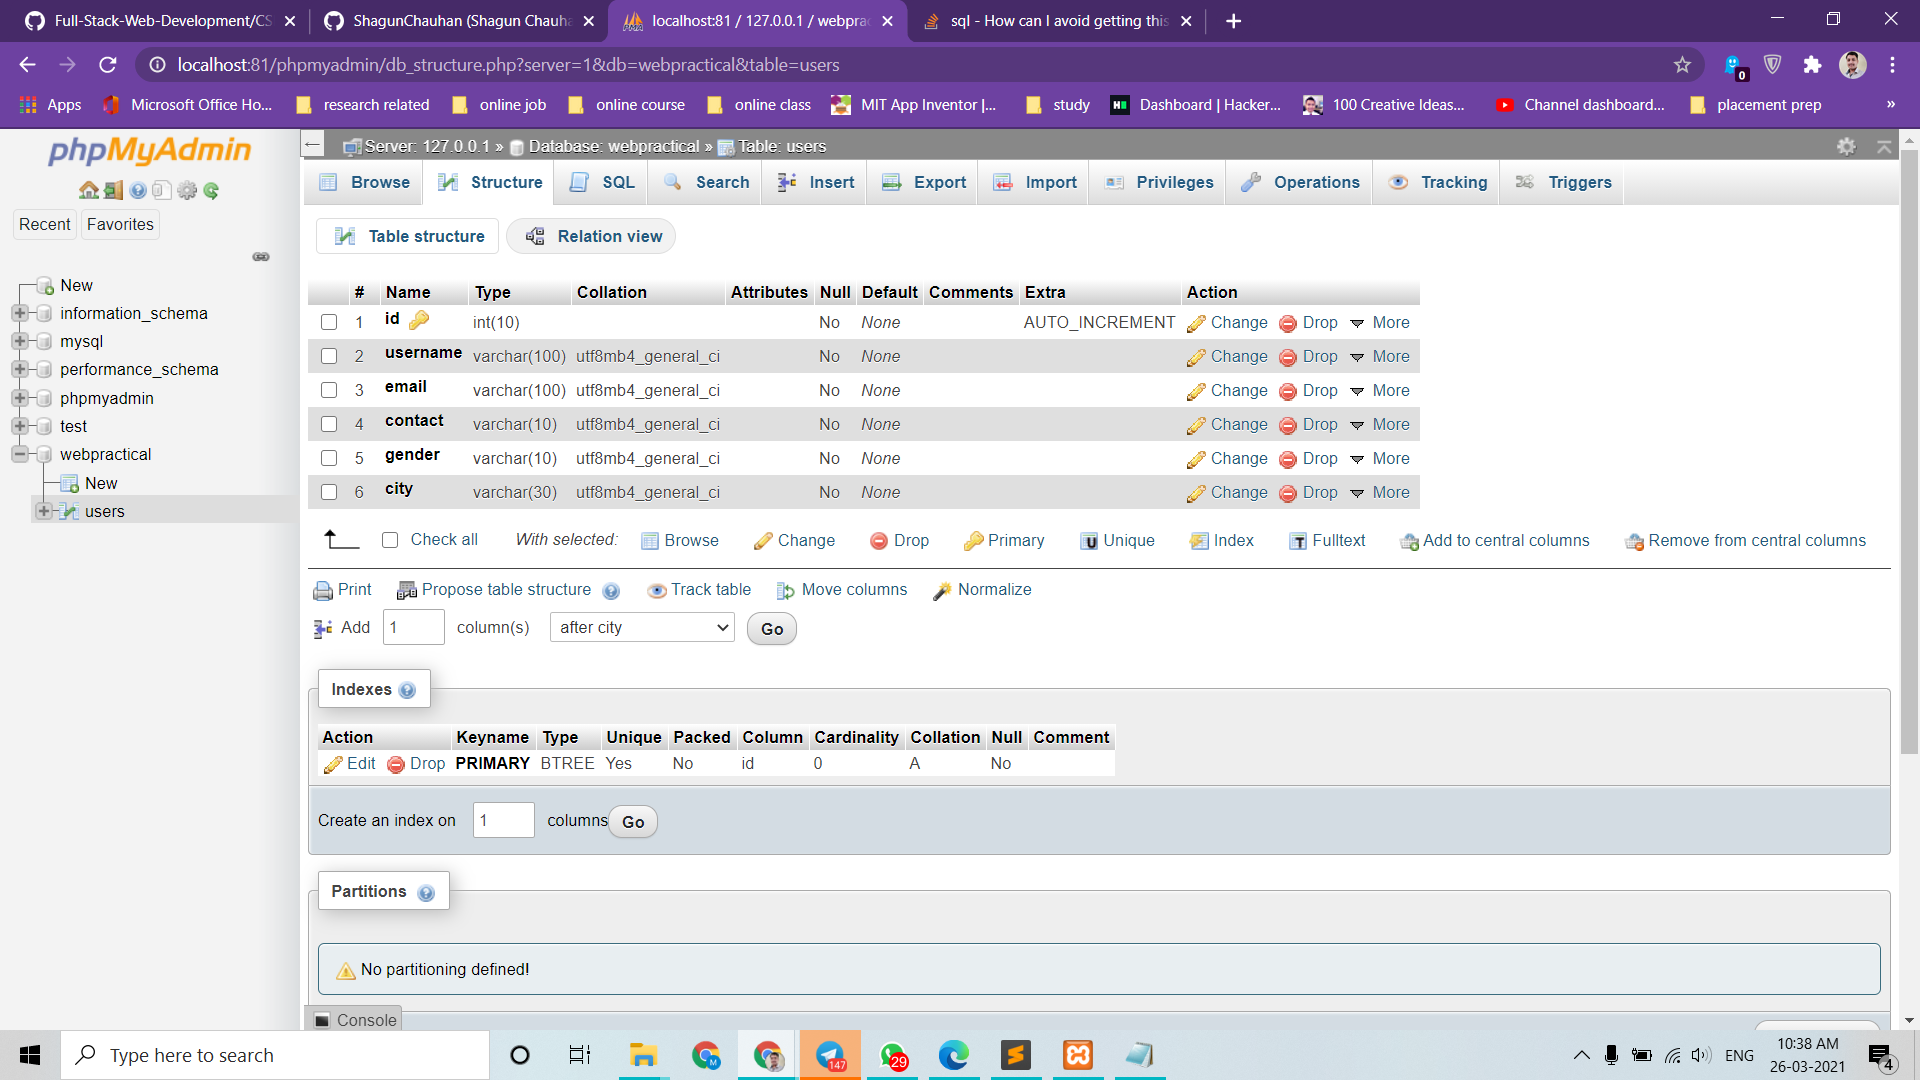 Full-Stack-Web-Development/CS
ShagunChauhan (Shagun Chauha
localhost:81 / 127.0.0.1 / webprac
sql - How can I avoid getting this
localhost:81/phpmyadmin/db_structure.php?server=1&db=webpractical&table=users
0
Apps
Microsoft Office Ho...
research related
online job
online course
online class
MIT App Inventor |...
study
Dashboard | Hacker...
100 Creative Ideas...
Channel dashboard...
placement prep
»
phpMyAdmin
Recent
Favorites
New
information_schema
mysql
performance_schema
phpmyadmin
test
webpractical
New
users
Server: 127.0.0.1 » Database: webpractical » Table: users
Browse
Structure
SQL
Search
Insert
Export
Import
Privileges
Operations
Tracking
Triggers
Table structure
Relation view
# Name Type Collation Attributes Null Default Comments Extra Action
1 id int(10) No None AUTO_INCREMENT Change Drop More
2 username varchar(100) utf8mb4_general_ci No None Change Drop More
3 email varchar(100) utf8mb4_general_ci No None Change Drop More
4 contact varchar(10) utf8mb4_general_ci No None Change Drop More
5 gender varchar(10) utf8mb4_general_ci No None Change Drop More
6 city varchar(30) utf8mb4_general_ci No None Change Drop More
Check all With selected: Browse Change Drop Primary Unique Index Fulltext Add to central columns Remove from central columns
Print Propose table structure Track table Move columns Normalize
Add 1 column(s) after city Go
Indexes
Action Keyname Type Unique Packed Column Cardinality Collation Null Comment
Edit Drop PRIMARY BTREE Yes No id 0 A No
Create an index on 1 columns Go
Partitions
No partitioning defined!
Console
Type here to search
M
147
29
ENG
10:38 AM
26-03-2021
4